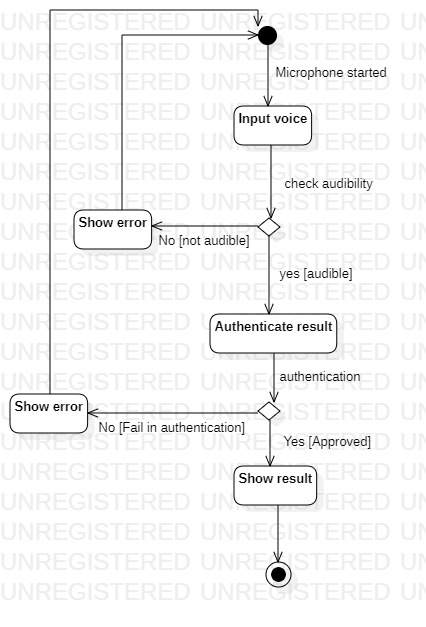 Microphone started
Input voice
check audibility
Show error
No [not audible]
yes [audible]
Authenticate result
authentication
Show error
No [Fail in authentication]
Yes [Approved]
Show result
UNREGISTERED